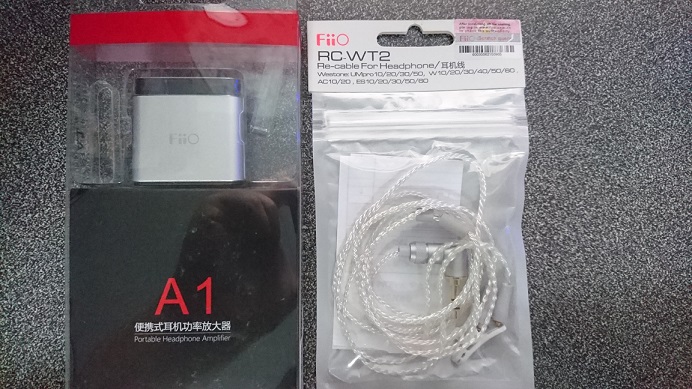 FiiO
A1
便携式耳机功率放大器
Portable Headphone Amplifier
FiiO
RC-WT2
Re-cable For Headphone/耳机线
Westone: UMpro10/20/30/50, W10/20/30/40/50/60,
AC10/20, ES10/20/30/50/60